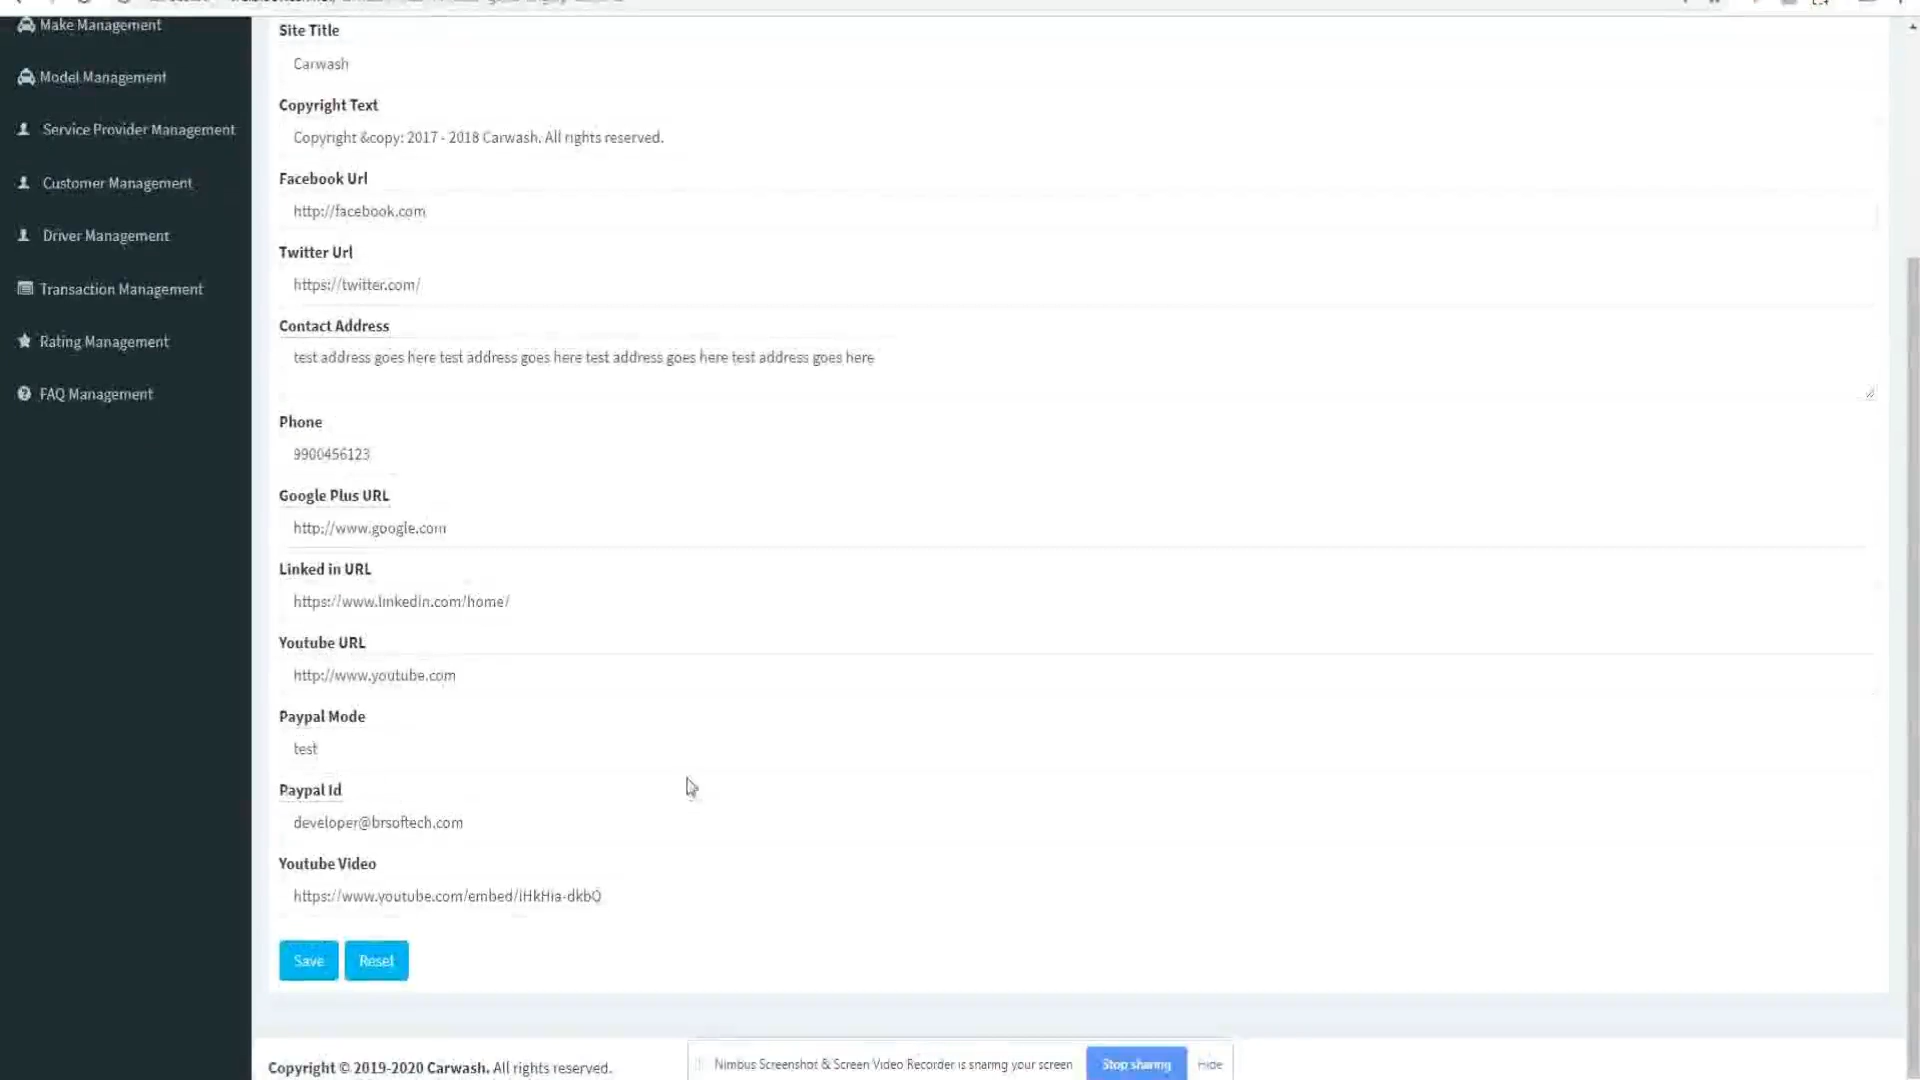 Make Management
Model Management
Service Provider Management
Customer Management
Driver Management
Transaction Management
Rating Management
FAQ Management
Site Title
Carwash
Copyright Text
Copyright &copy: 2017 - 2018 Carwash. All rights reserved.
Facebook Url
http://facebook.com
Twitter Url
https://twitter.com/
Contact Address
test address goes here test address goes here test address goes here test address goes here
Phone
9900456123
Google Plus URL
http://www.google.com
Linked in URL
https://www.linkedin.com/home/
Youtube URL
http://www.youtube.com
Paypal Mode
test
Paypal Id
developer@brsoftech.com
Youtube Video
https://www.youtube.com/embed/iHkHia-dkbQ
Save Reset
Copyright © 2019-2020 Carwash. All rights reserved.
Nimbus Screenshot & Screen Video Recorder is sharing your screen Stop sharing Hide